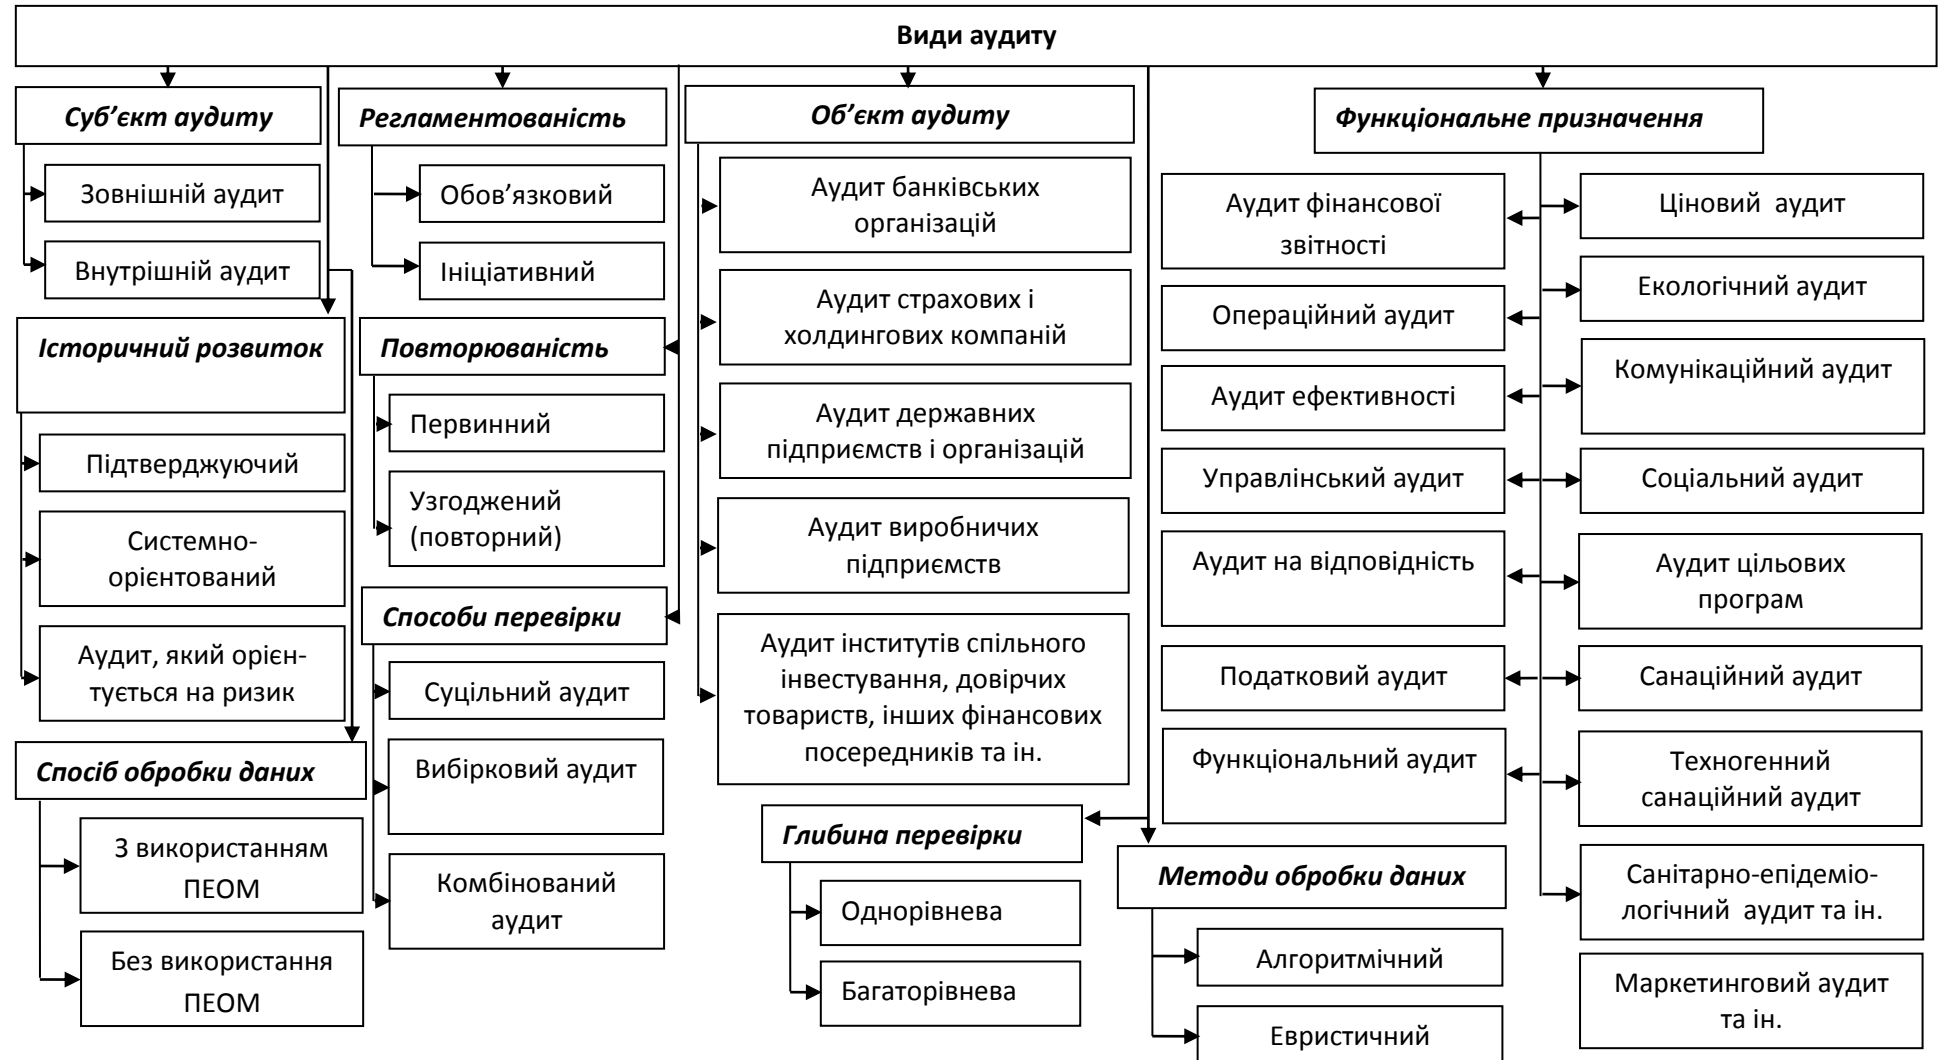 Види аудиту
Суб’єкт аудиту
Зовнішній аудит
Внутрішній аудит
Історичний розвиток
Підтверджуючий
Системно-
орієнтований
Аудит, який орієн-
тується на ризик
Спосіб обробки даних
З використанням
ПЕОМ
Без використання
ПЕОМ
Регламентованість
Обов’язковий
Ініціативний
Повторюваність
Первинний
Узгоджений
(повторний)
Способи перевірки
Суцільний аудит
Вибірковий аудит
Комбінований
аудит
Об’єкт аудиту
Аудит банківських
організацій
Аудит страхових і
холдингових компаній
Аудит державних
підприємств і організацій
Аудит виробничих
підприємств
Аудит інститутів спільного
інвестування, довірчих
товариств, інших фінансових
посередників та ін.
Глибина перевірки
Однорівнева
Багаторівнева
Методи обробки даних
Алгоритмічний
Евристичний
Функціональне призначення
Аудит фінансової
звітності
Операційний аудит
Аудит ефективності
Управлінський аудит
Аудит на відповідність
Податковий аудит
Функціональний аудит
Ціновий аудит
Екологічний аудит
Комунікаційний аудит
Соціальний аудит
Аудит цільових
програм
Санаційний аудит
Техногенний
санаційний аудит
Санітарно-епідеміо-
логічний аудит та ін.
Маркетинговий аудит
та ін.